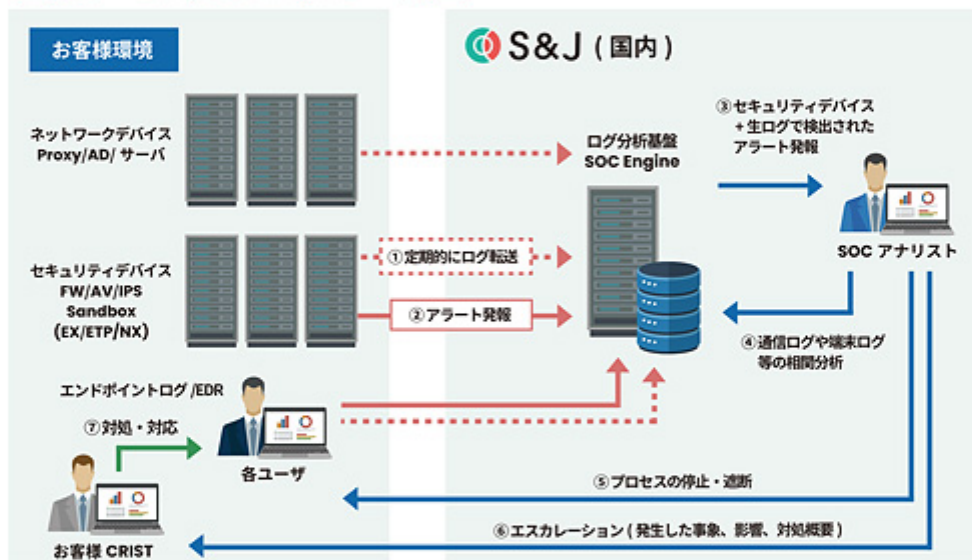 お客様環境
S&J (国内)
ネットワークデバイス
Proxy/AD/ サーバ
ログ分析基盤
SOC Engine
③セキュリティデバイス
+ 生ログで検出された
アラート発報
SOC アナリスト
セキュリティデバイス
FW/AV/IPS
Sandbox
(EX/ETP/NX)
①定期的にログ転送
②アラート発報
④通信ログや端末ログ
等の相関分析
エンドポイントログ /EDR
⑦対処・対応
各ユーザ
⑤プロセスの停止・遮断
⑥エスカレーション ( 発生した事象、影響、対処概要 )
お客様 CRIST